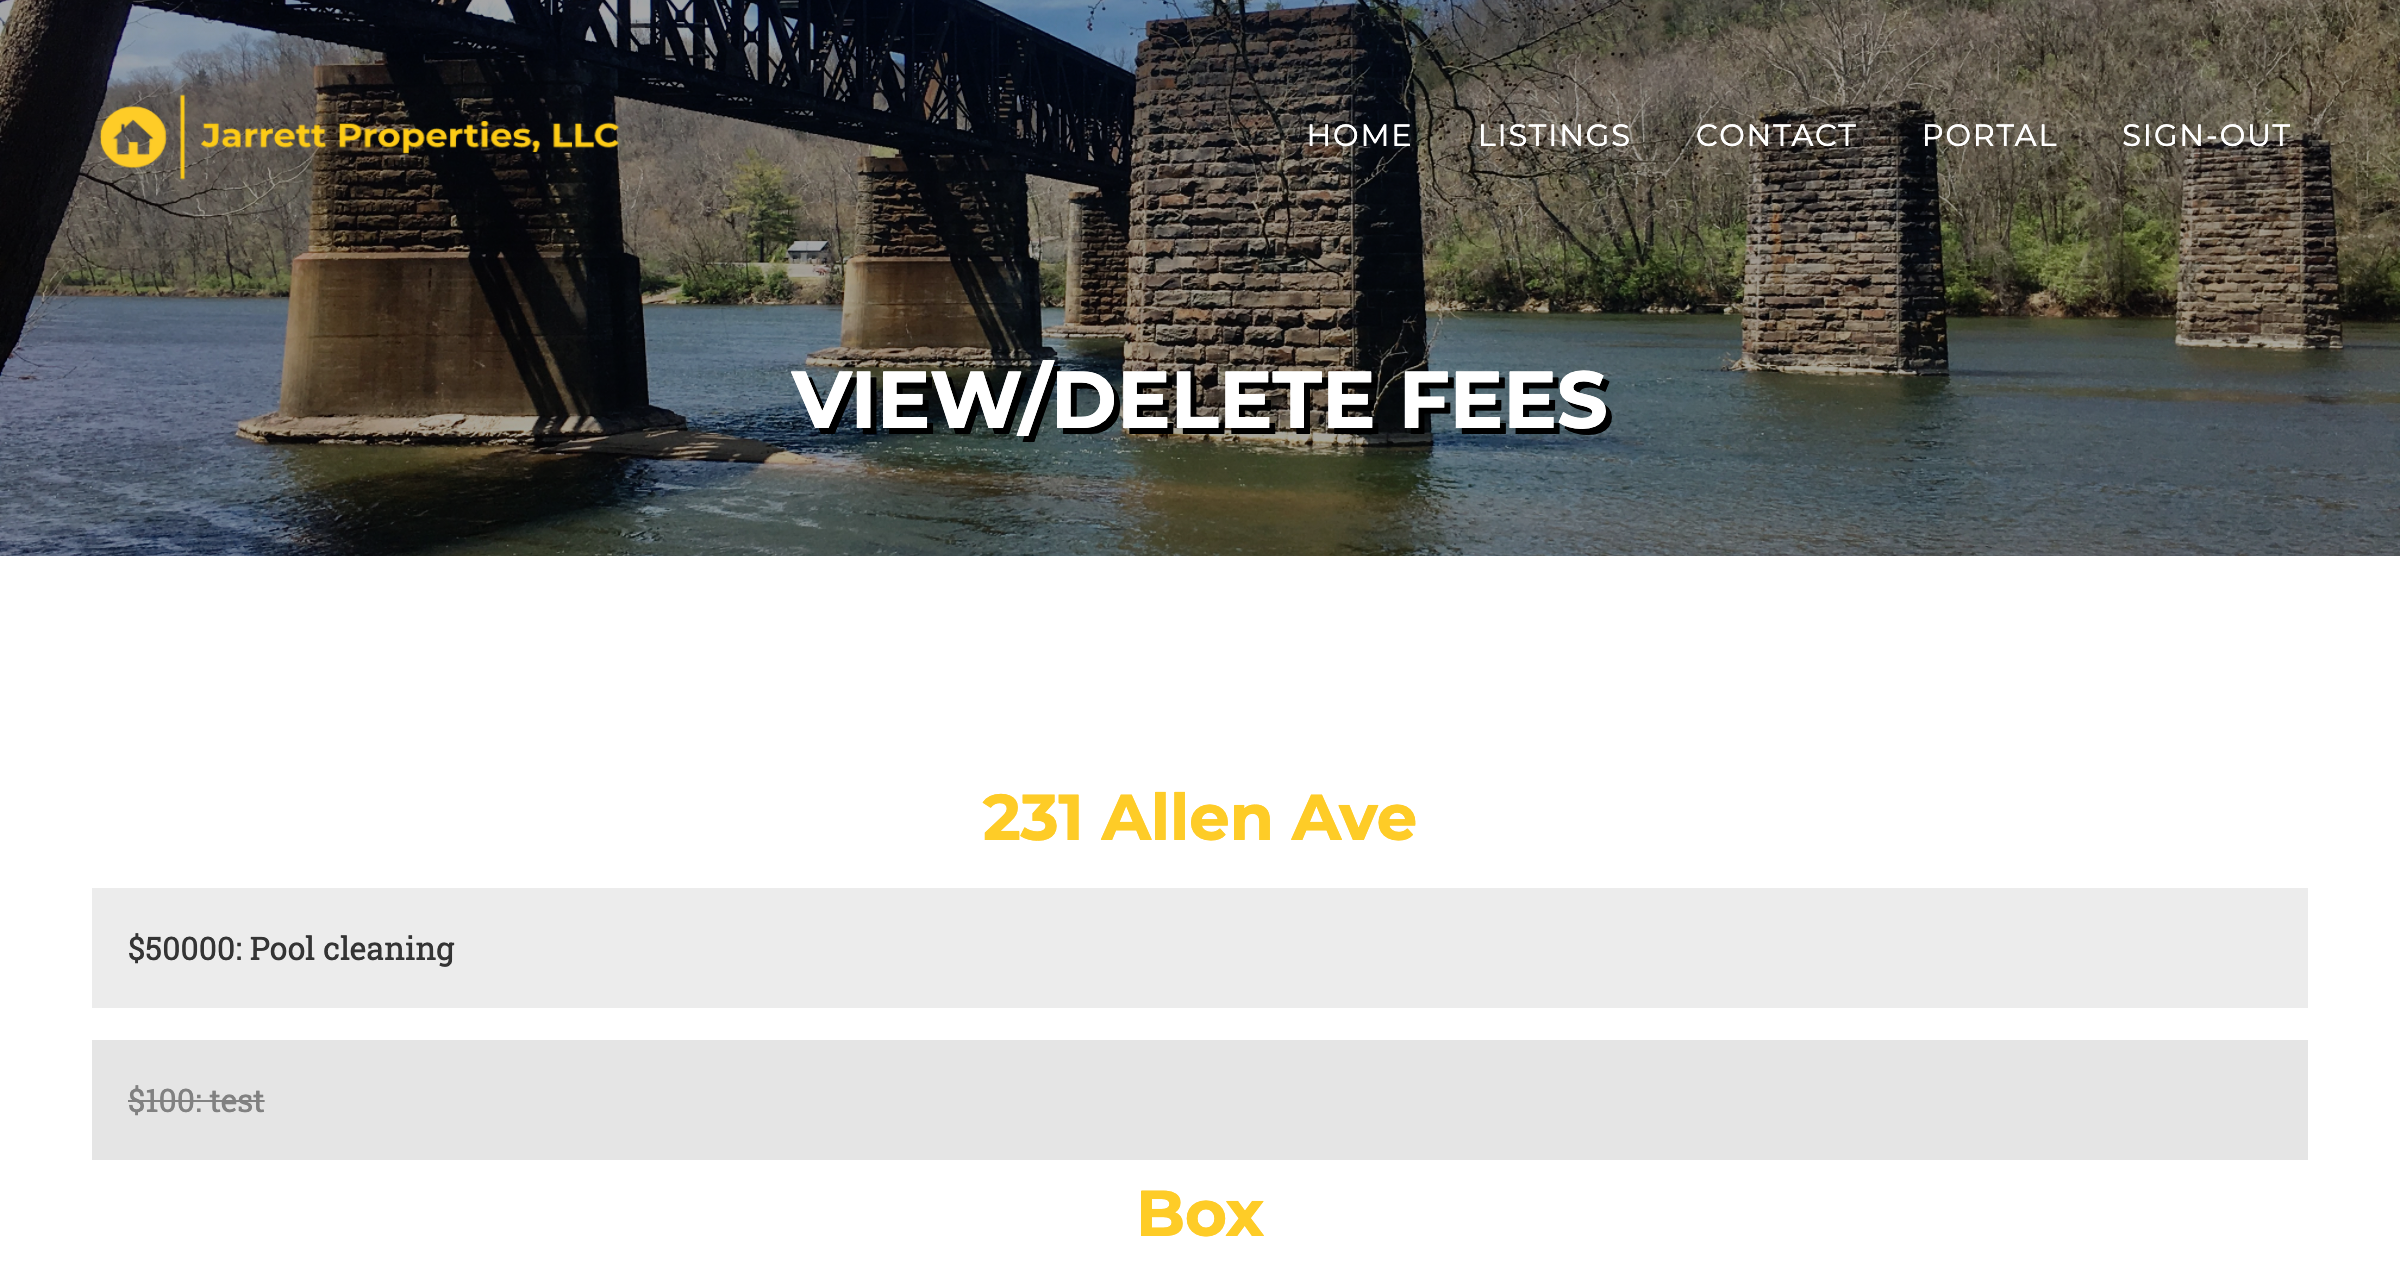 Jarrett Properties, LLC
HOME LISTINGS CONTACT PORTAL SIGN-OUT
VIEW/DELETE FEES
231 Allen Ave
$50000: Pool cleaning
$100: test
Box